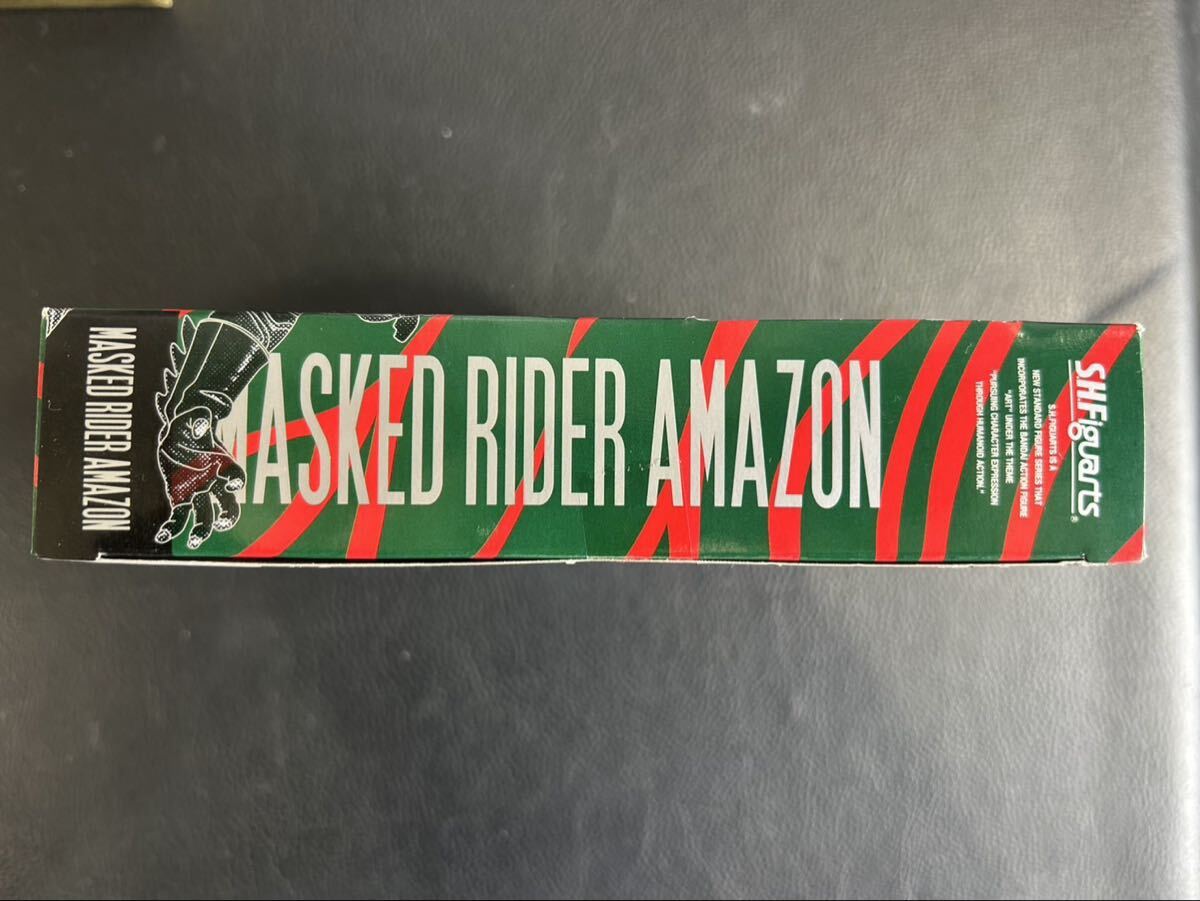 MASKED RIDER AMAZON
MASKED RIDER AMAZON
S.H.Figuarts®
S.H.FIGUARTS IS A
NEW STANDARD FIGURE SERIES THAT
INCORPORATES THE BANDAI ACTION FIGURE
"ART" UNDER THE THEME
"PURSUING CHARACTER EXPRESSION
THROUGH HUMANOID ACTION."